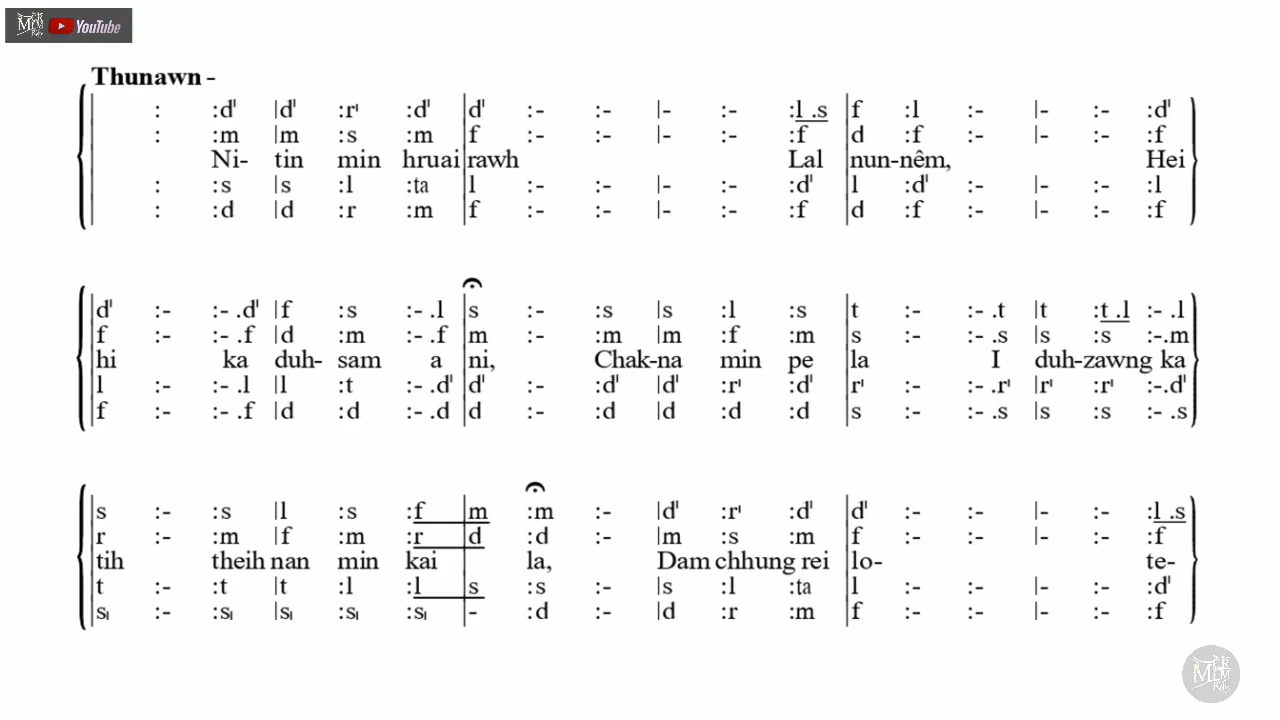 YouTube
Thunawn -
| : :d' |d' :r' :d' |d' :- :- |- :- :l .s |f :l :- |- :- :d'
| : :m |m :s :m |f :- :- |- :- :f |d :f :- |- :- :f
Ni- tin min hruai rawh Lal nun-nêm, Hei
| : :s |s :l :ta |l :- :- |- :- :d' |l :d' :- |- :- :l
| : :d |d :r :m |f :- :- |- :- :f |d :f :- |- :- :f
|d' :- :- .d' |f :s :- .l |s :- :s |s :l :s |t :- :- .t |t :t .l :- .l
|f :- :- .f |d :m :- .f |m :- :m |m :f :m |s :- :- .s |s :s :-.m
hi ka duh- sam a ni, Chak-na min pe la I duh-zawng ka
|l :- :- .l |l :t :- .d' |d' :- :d' |d' :r' :d' |r' :- :- .r' |r' :r' :-.d'
|f :- :- .f |d :d :- .d |d :- :d |d :d :d |s :- :- .s |s :s :- .s
|s :- :s |l :s :f |m :m :- |d' :r' :d' |d' :- :- |- :- :l .s
|r :- :m |f :m :r |d :d :- |m :s :m |f :- :- |- :- :f
tih theih nan min kai la, Dam chhung rei lo- te-
|t :- :t |t :l :l |s :s :- |s :l :ta |l :- :- |- :- :d'
|s, :- :s, |s, :s, :s, |- :d :- |d :r :m |f :- :- |- :- :f